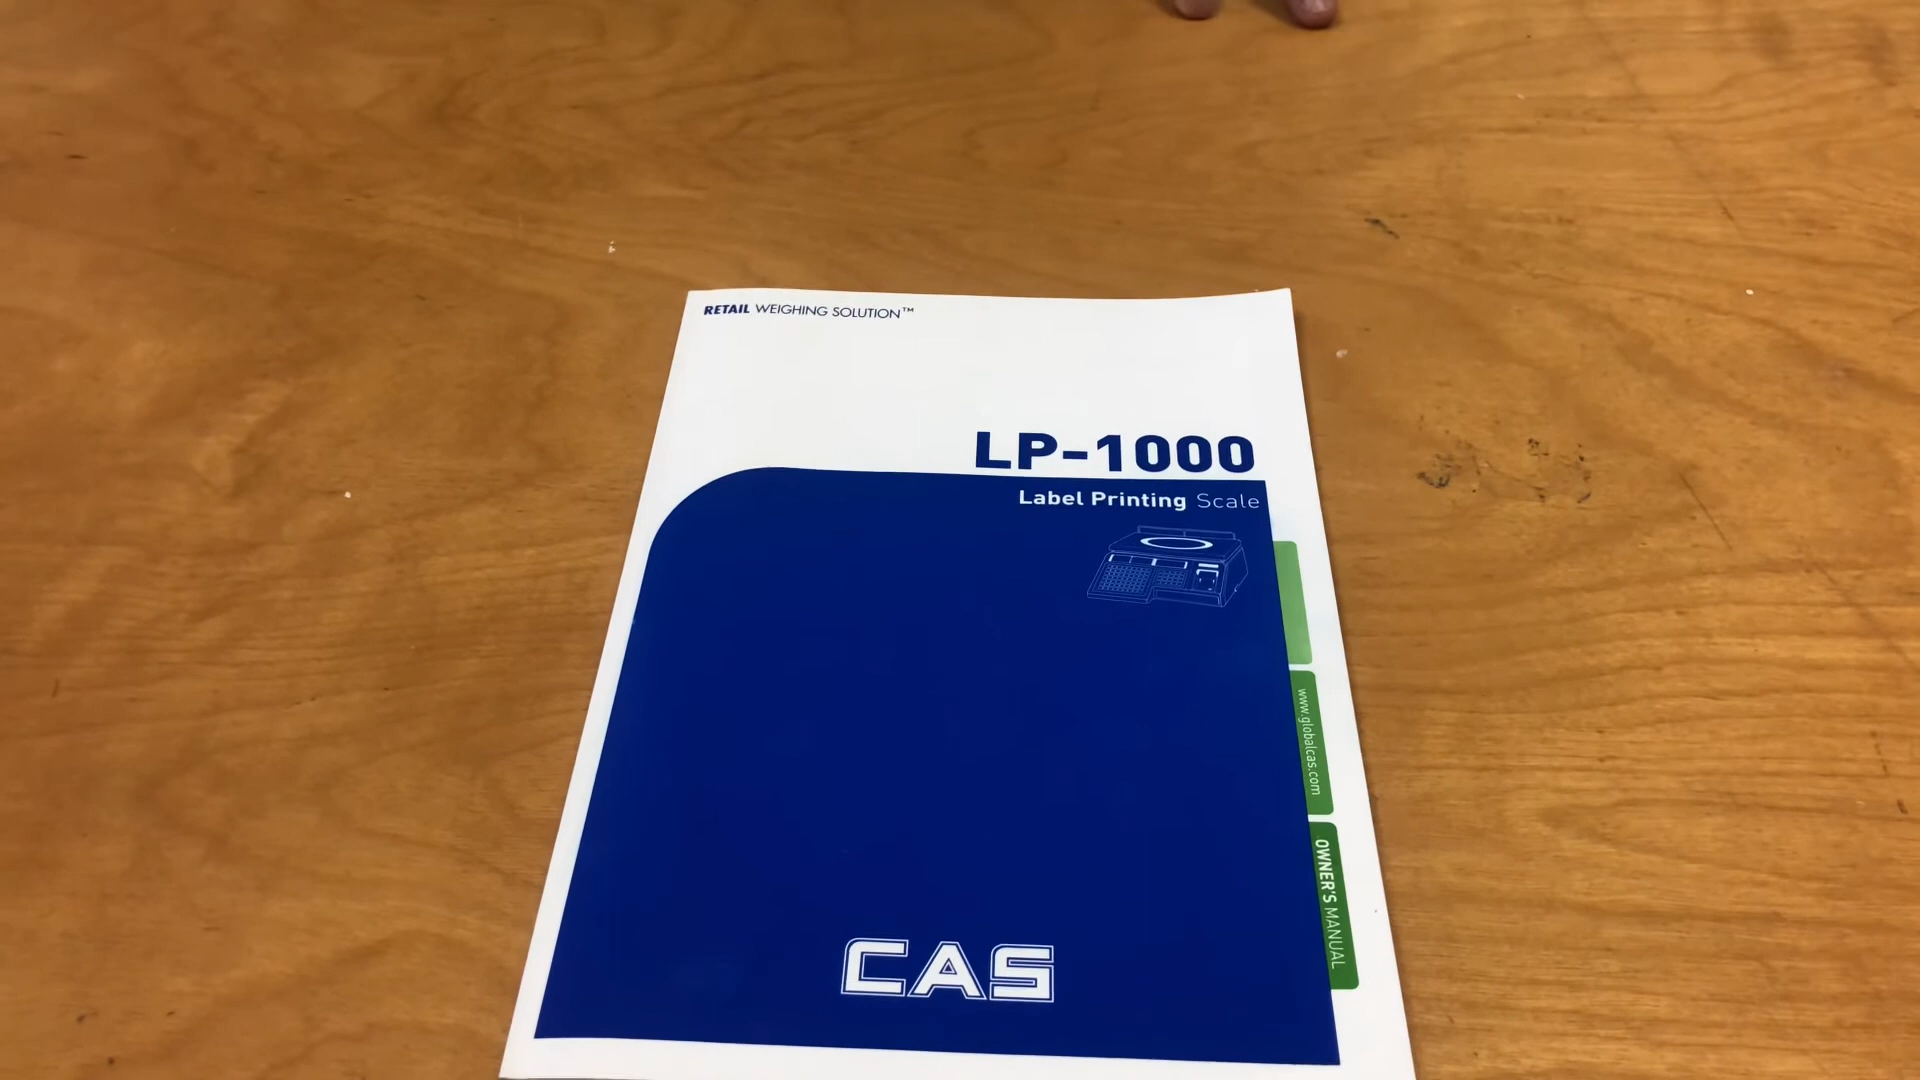 RETAIL WEIGHING SOLUTION™
LP-1000
Label Printing Scale
www.globalcas.com
OWNER'S MANUAL
CAS